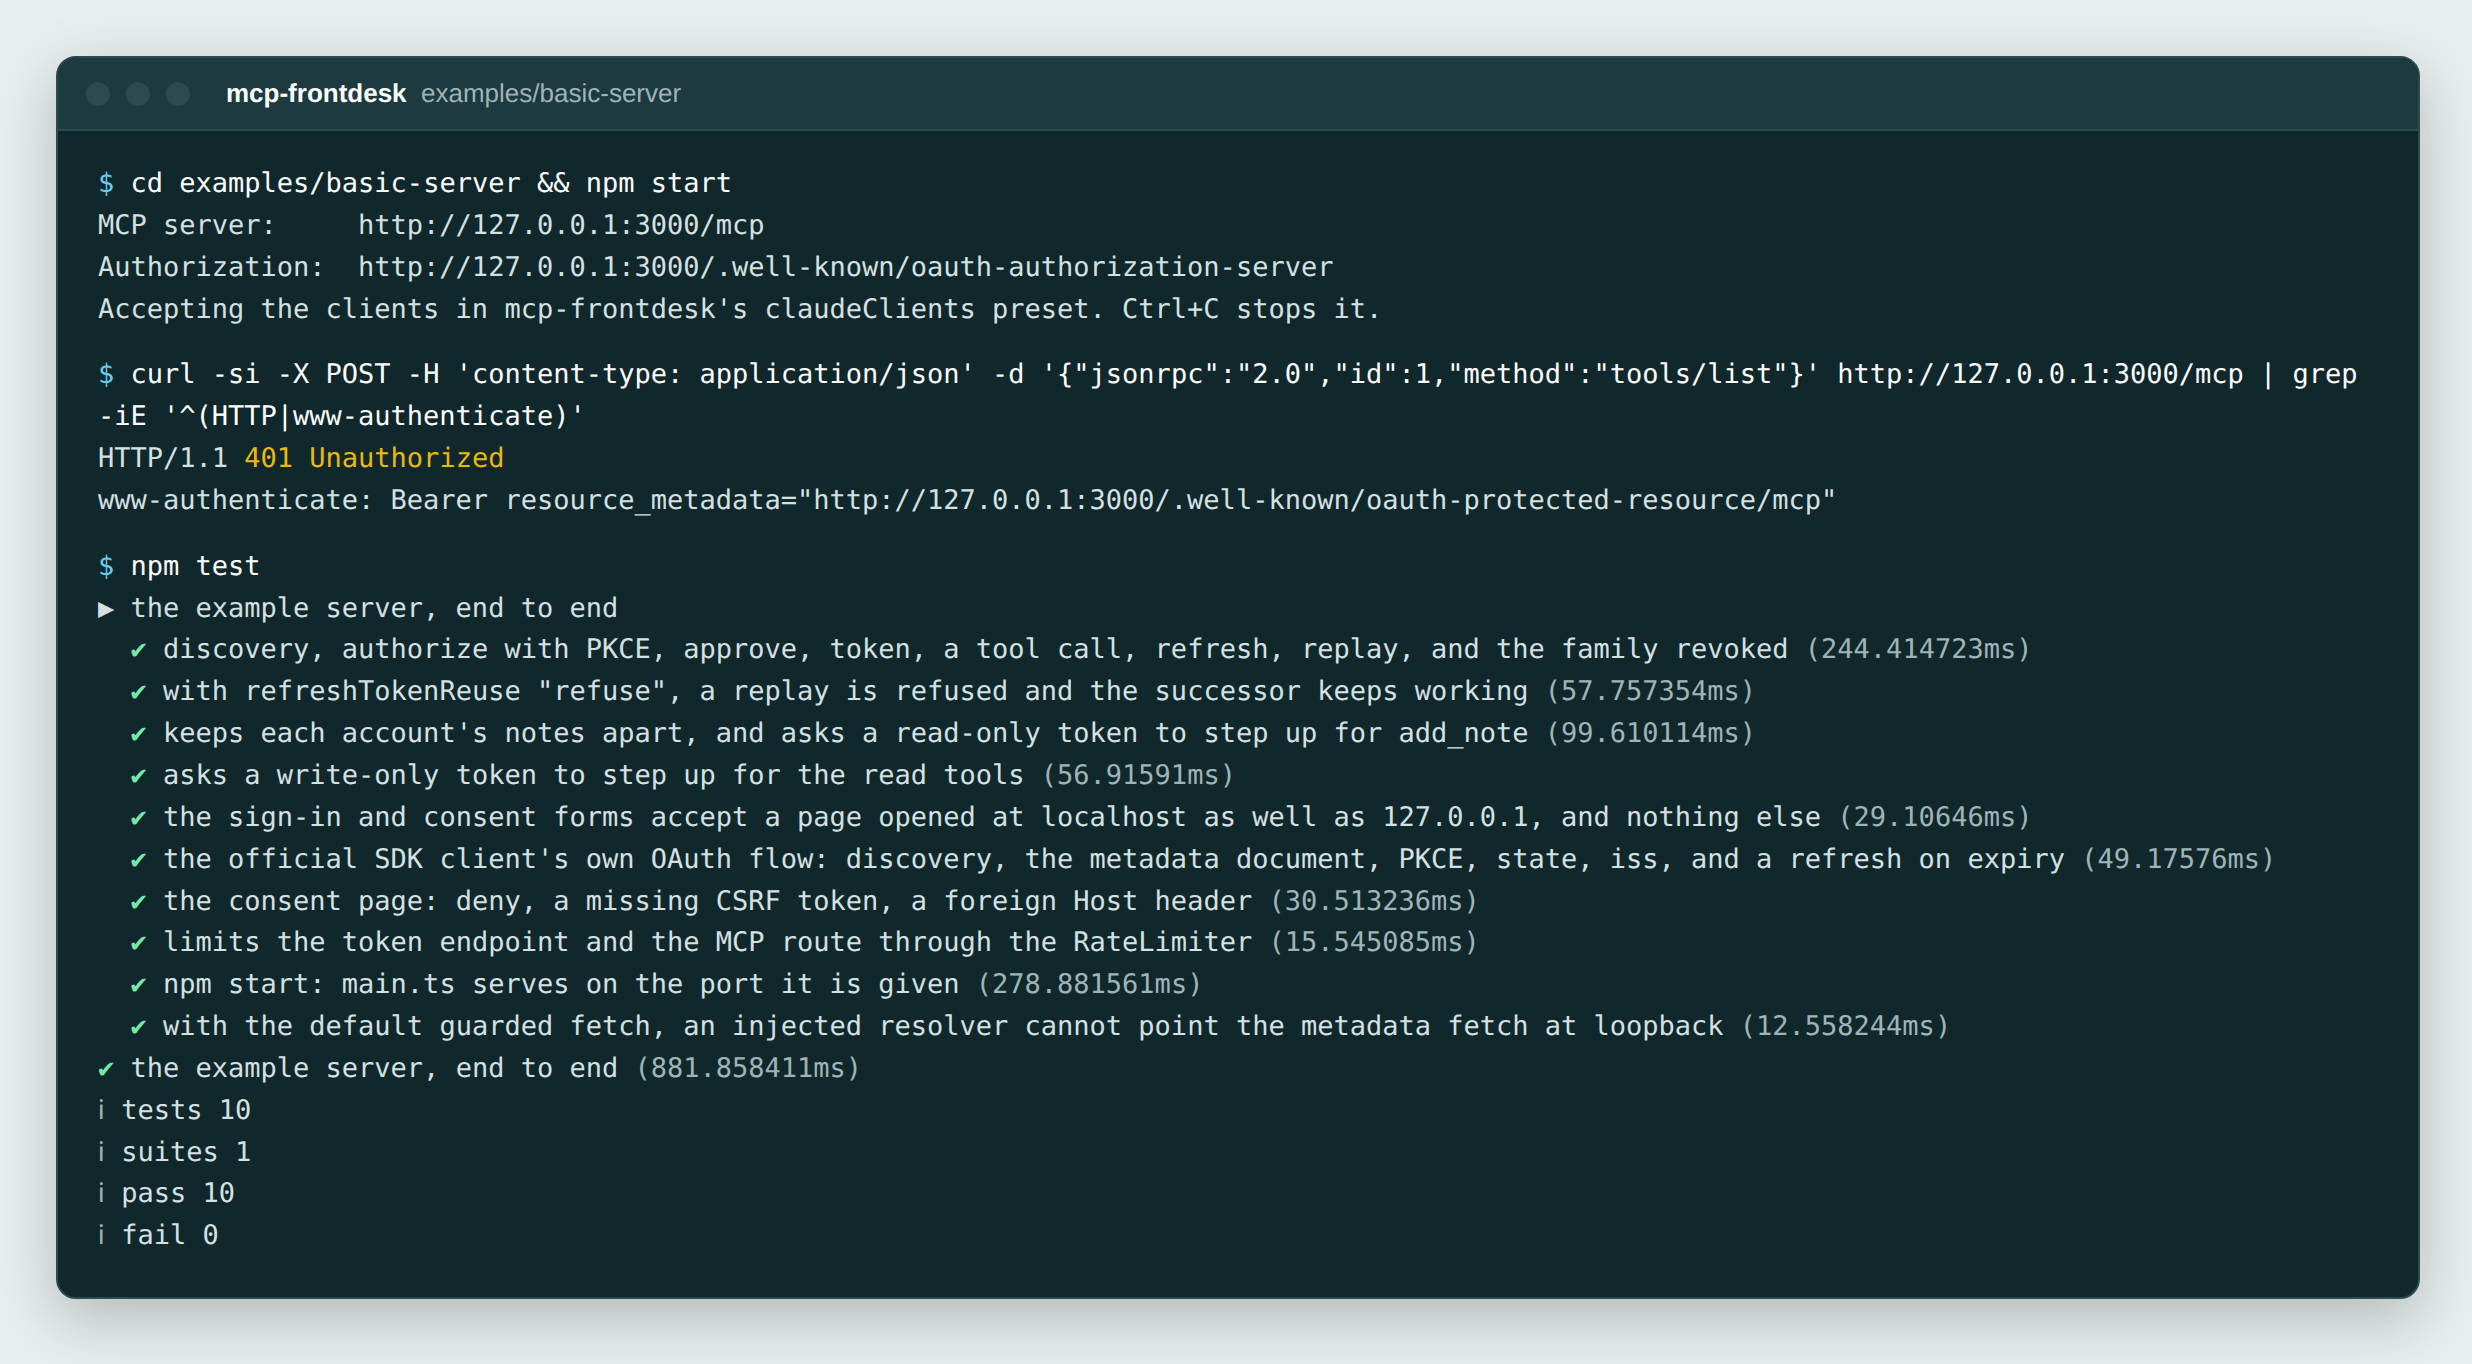 mcp-frontdesk examples/basic-server
$ cd examples/basic-server && npm start
MCP server:     http://127.0.0.1:3000/mcp
Authorization:  http://127.0.0.1:3000/.well-known/oauth-authorization-server
Accepting the clients in mcp-frontdesk's claudeClients preset. Ctrl+C stops it.
$ curl -si -X POST -H 'content-type: application/json' -d '{"jsonrpc":"2.0","id":1,"method":"tools/list"}' http://127.0.0.1:3000/mcp | grep
-iE '^(HTTP|www-authenticate)'
HTTP/1.1 401 Unauthorized
www-authenticate: Bearer resource_metadata="http://127.0.0.1:3000/.well-known/oauth-protected-resource/mcp"
$ npm test
▶ the example server, end to end
  ✔ discovery, authorize with PKCE, approve, token, a tool call, refresh, replay, and the family revoked (244.414723ms)
  ✔ with refreshTokenReuse "refuse", a replay is refused and the successor keeps working (57.757354ms)
  ✔ keeps each account's notes apart, and asks a read-only token to step up for add_note (99.610114ms)
  ✔ asks a write-only token to step up for the read tools (56.91591ms)
  ✔ the sign-in and consent forms accept a page opened at localhost as well as 127.0.0.1, and nothing else (29.10646ms)
  ✔ the official SDK client's own OAuth flow: discovery, the metadata document, PKCE, state, iss, and a refresh on expiry (49.17576ms)
  ✔ the consent page: deny, a missing CSRF token, a foreign Host header (30.513236ms)
  ✔ limits the token endpoint and the MCP route through the RateLimiter (15.545085ms)
  ✔ npm start: main.ts serves on the port it is given (278.881561ms)
  ✔ with the default guarded fetch, an injected resolver cannot point the metadata fetch at loopback (12.558244ms)
✔ the example server, end to end (881.858411ms)
ℹ tests 10
ℹ suites 1
ℹ pass 10
ℹ fail 0